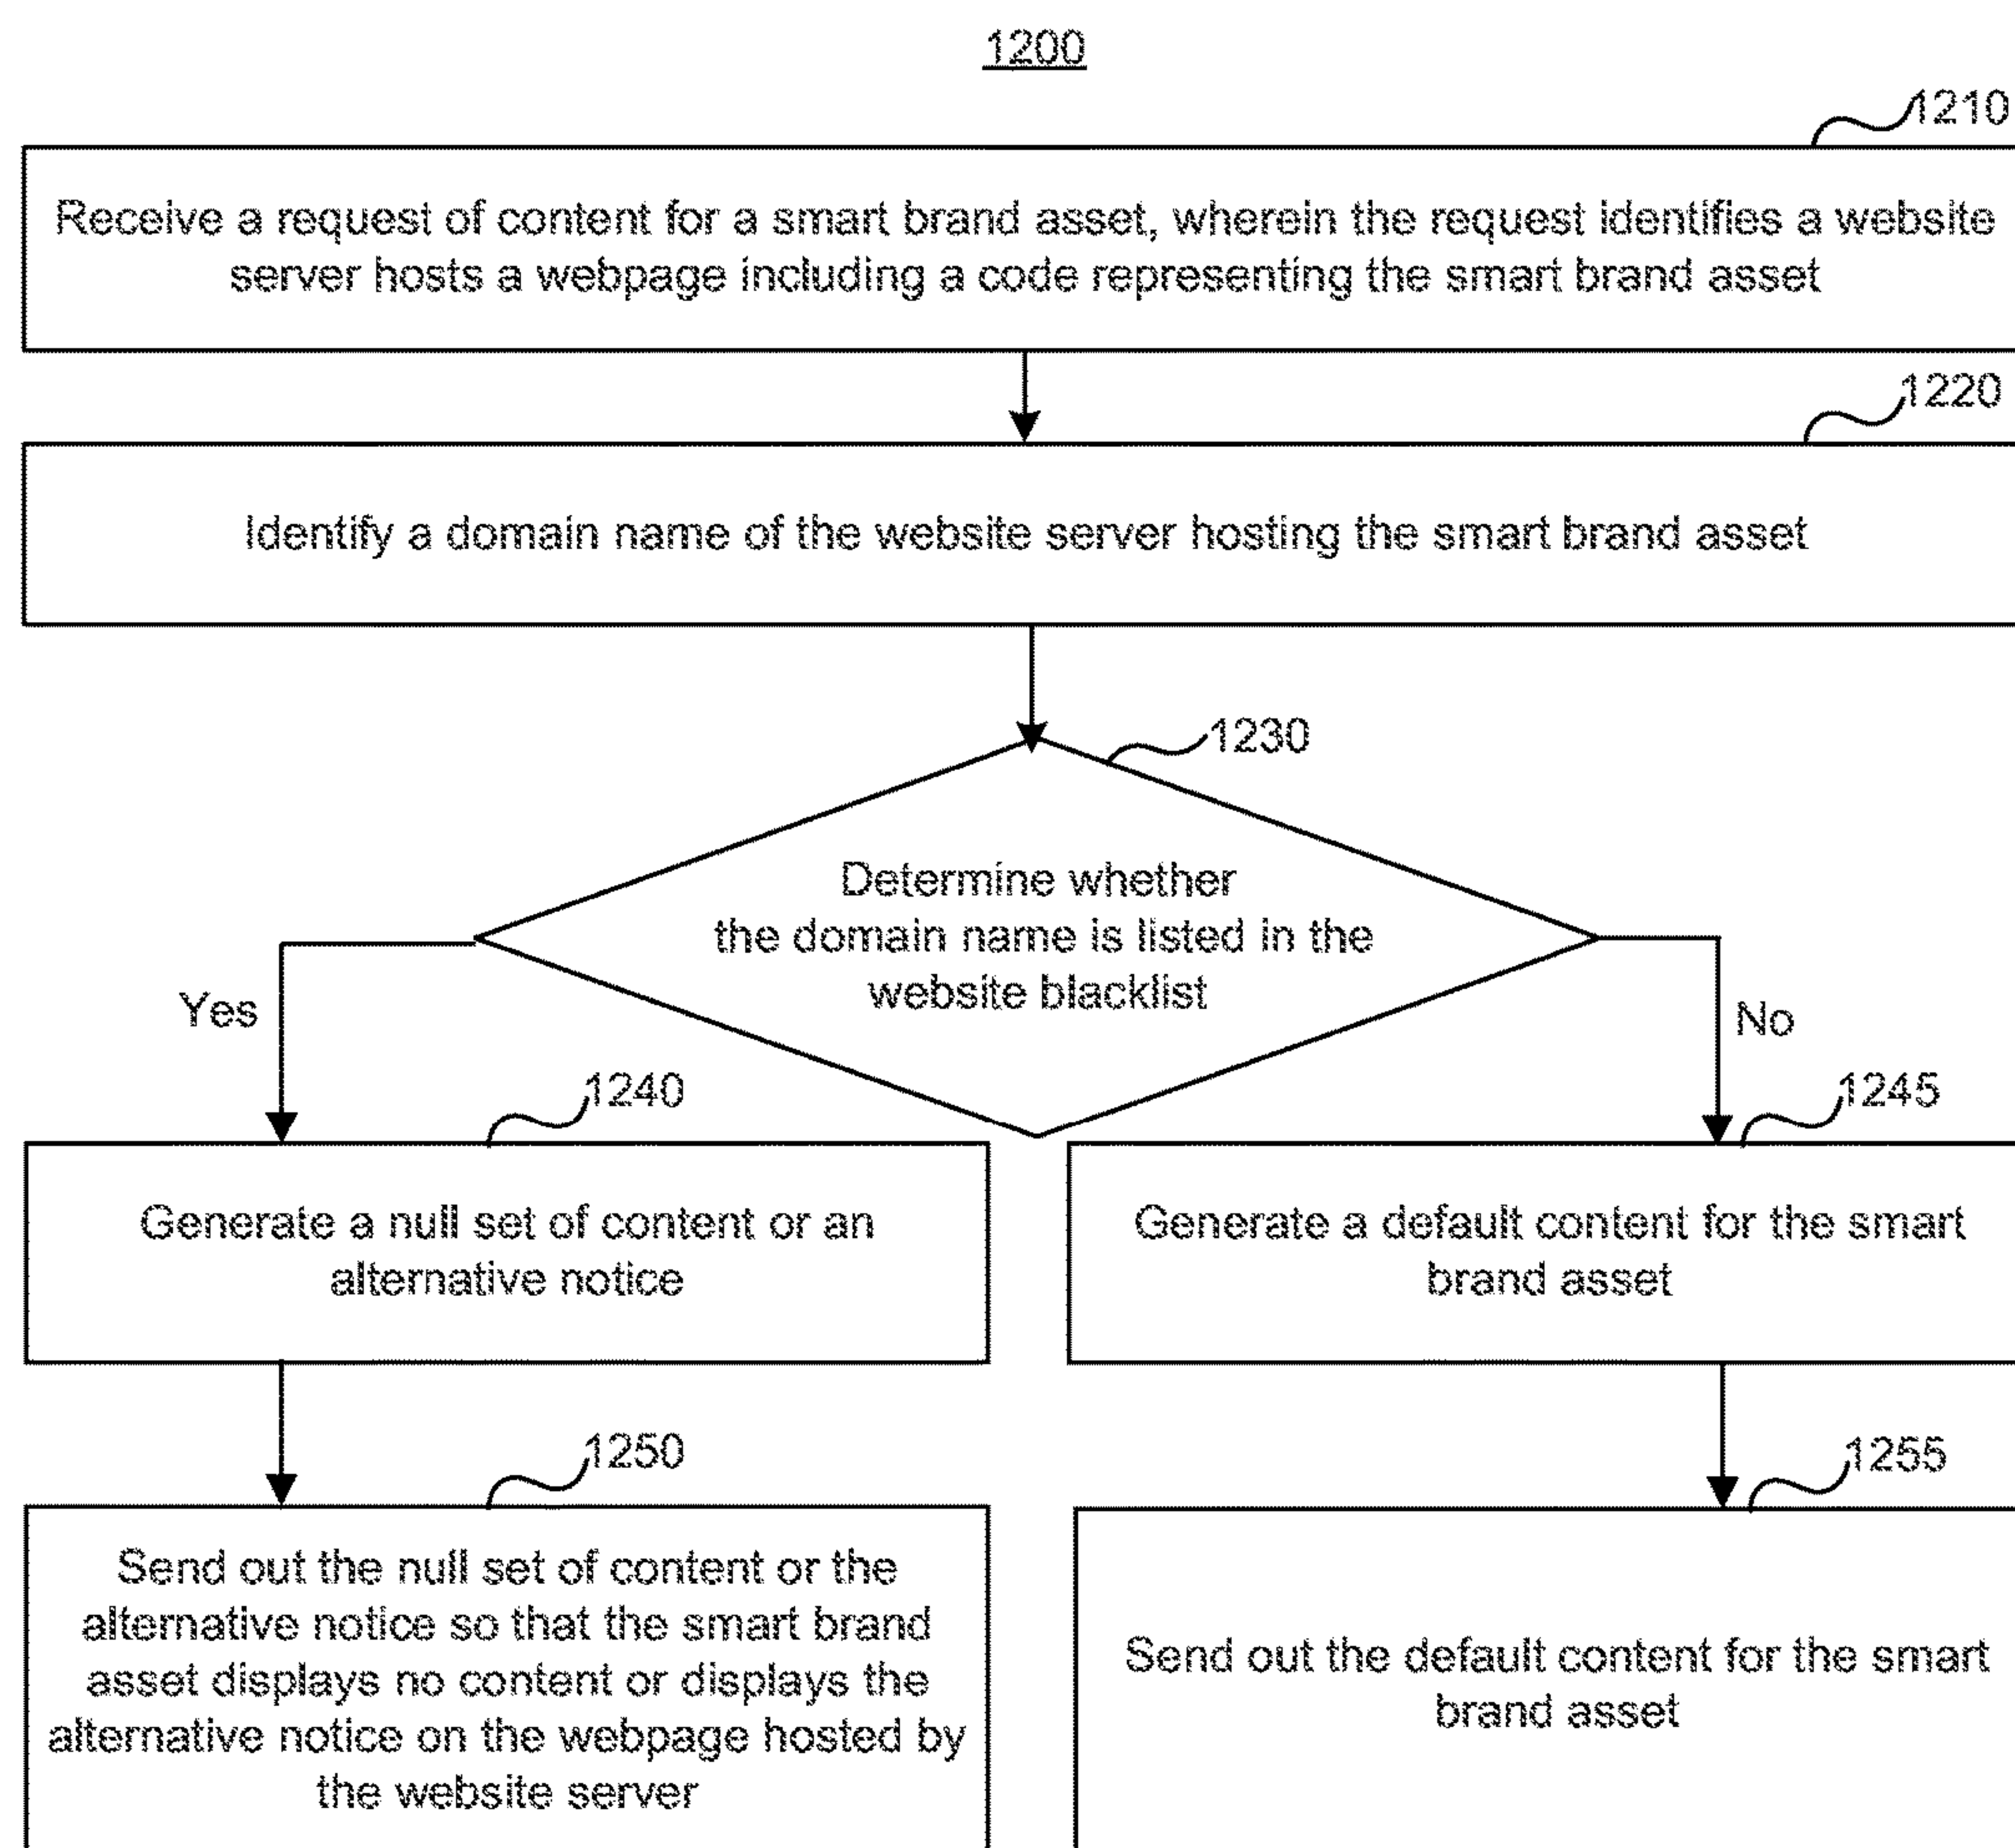 1200
1210
Receive a request of content for a smart brand asset, wherein the request identifies a website
server hosts a webpage including a code representing the smart brand asset
1220
Identify a domain name of the website server hosting the smart brand asset
1230
Determine whether
the domain name is listed in the
website blacklist
Yes
No
1240
Generate a null set of content or an
alternative notice
1245
Generate a default content for the smart
brand asset
1250
Send out the null set of content or the
alternative notice so that the smart brand
asset displays no content or displays the
alternative notice on the webpage hosted by
the website server
1255
Send out the default content for the smart
brand asset